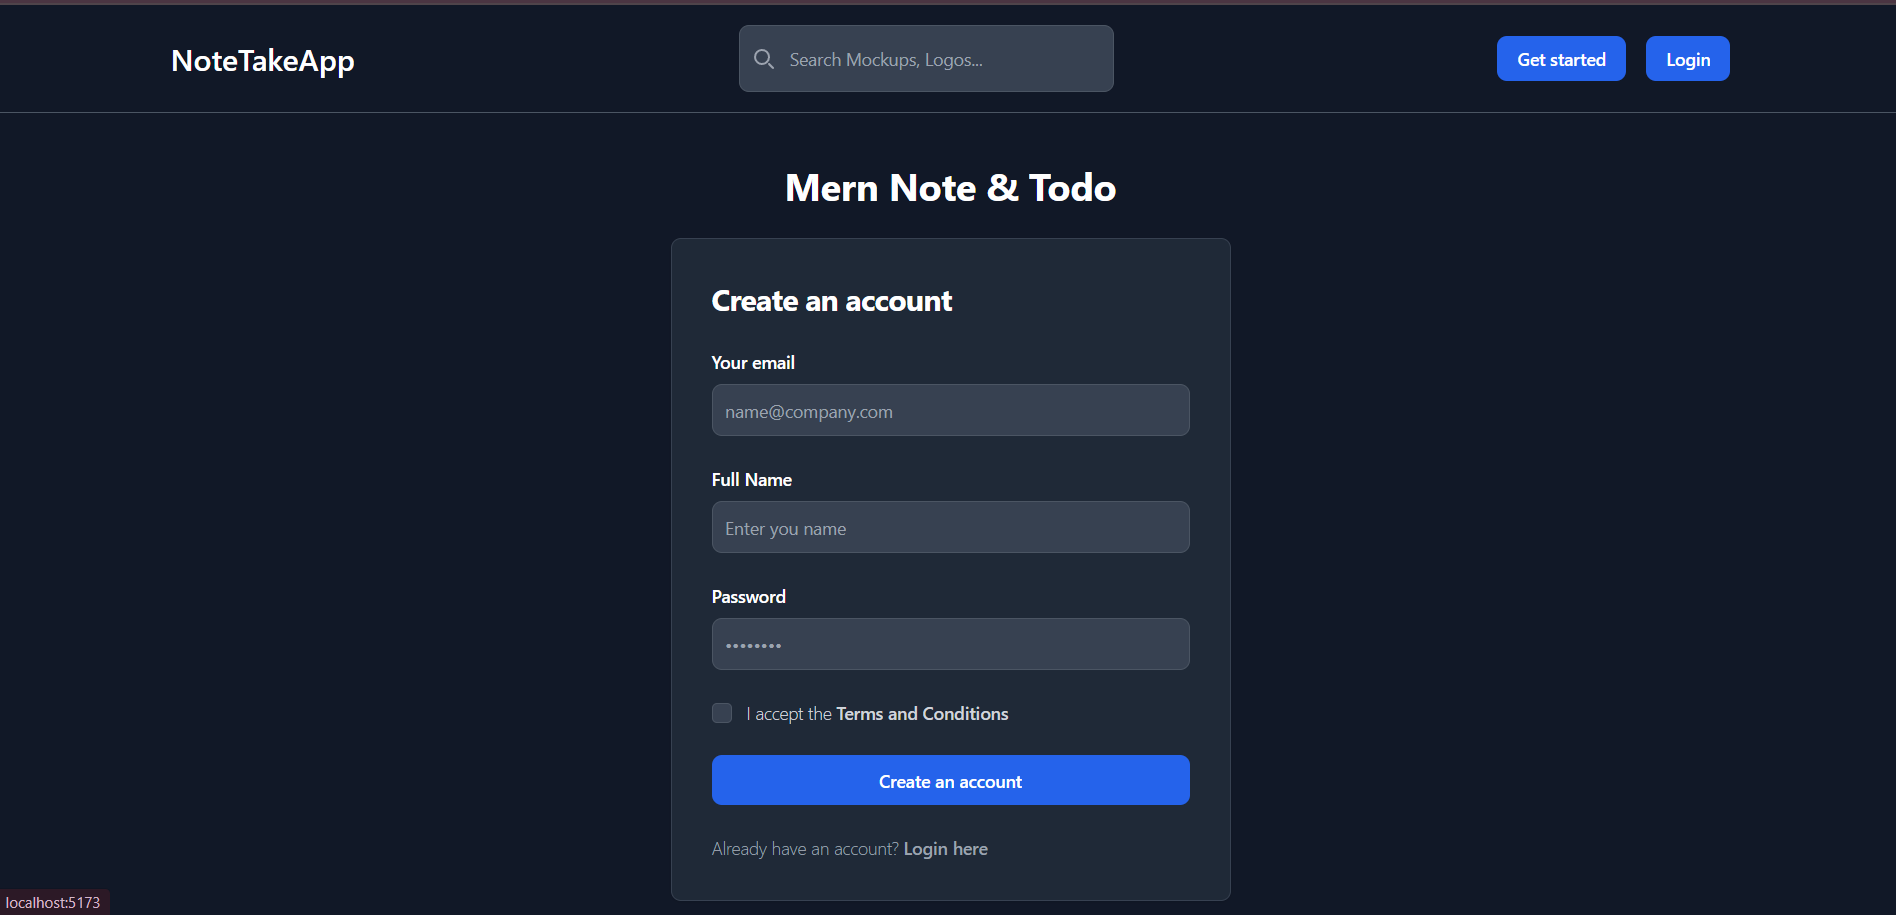 NoteTakeApp
Search Mockups, Logos...
Get started
Login
Mern Note & Todo
Create an account
Your email
name@company.com
Full Name
Enter you name
Password
••••••••
I accept the Terms and Conditions
Create an account
Already have an account? Login here
localhost:5173